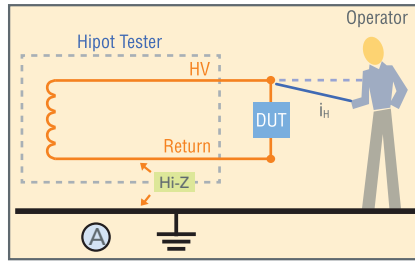 Operator
Hipot Tester
HV
iH
DUT
Return
Hi-Z
A